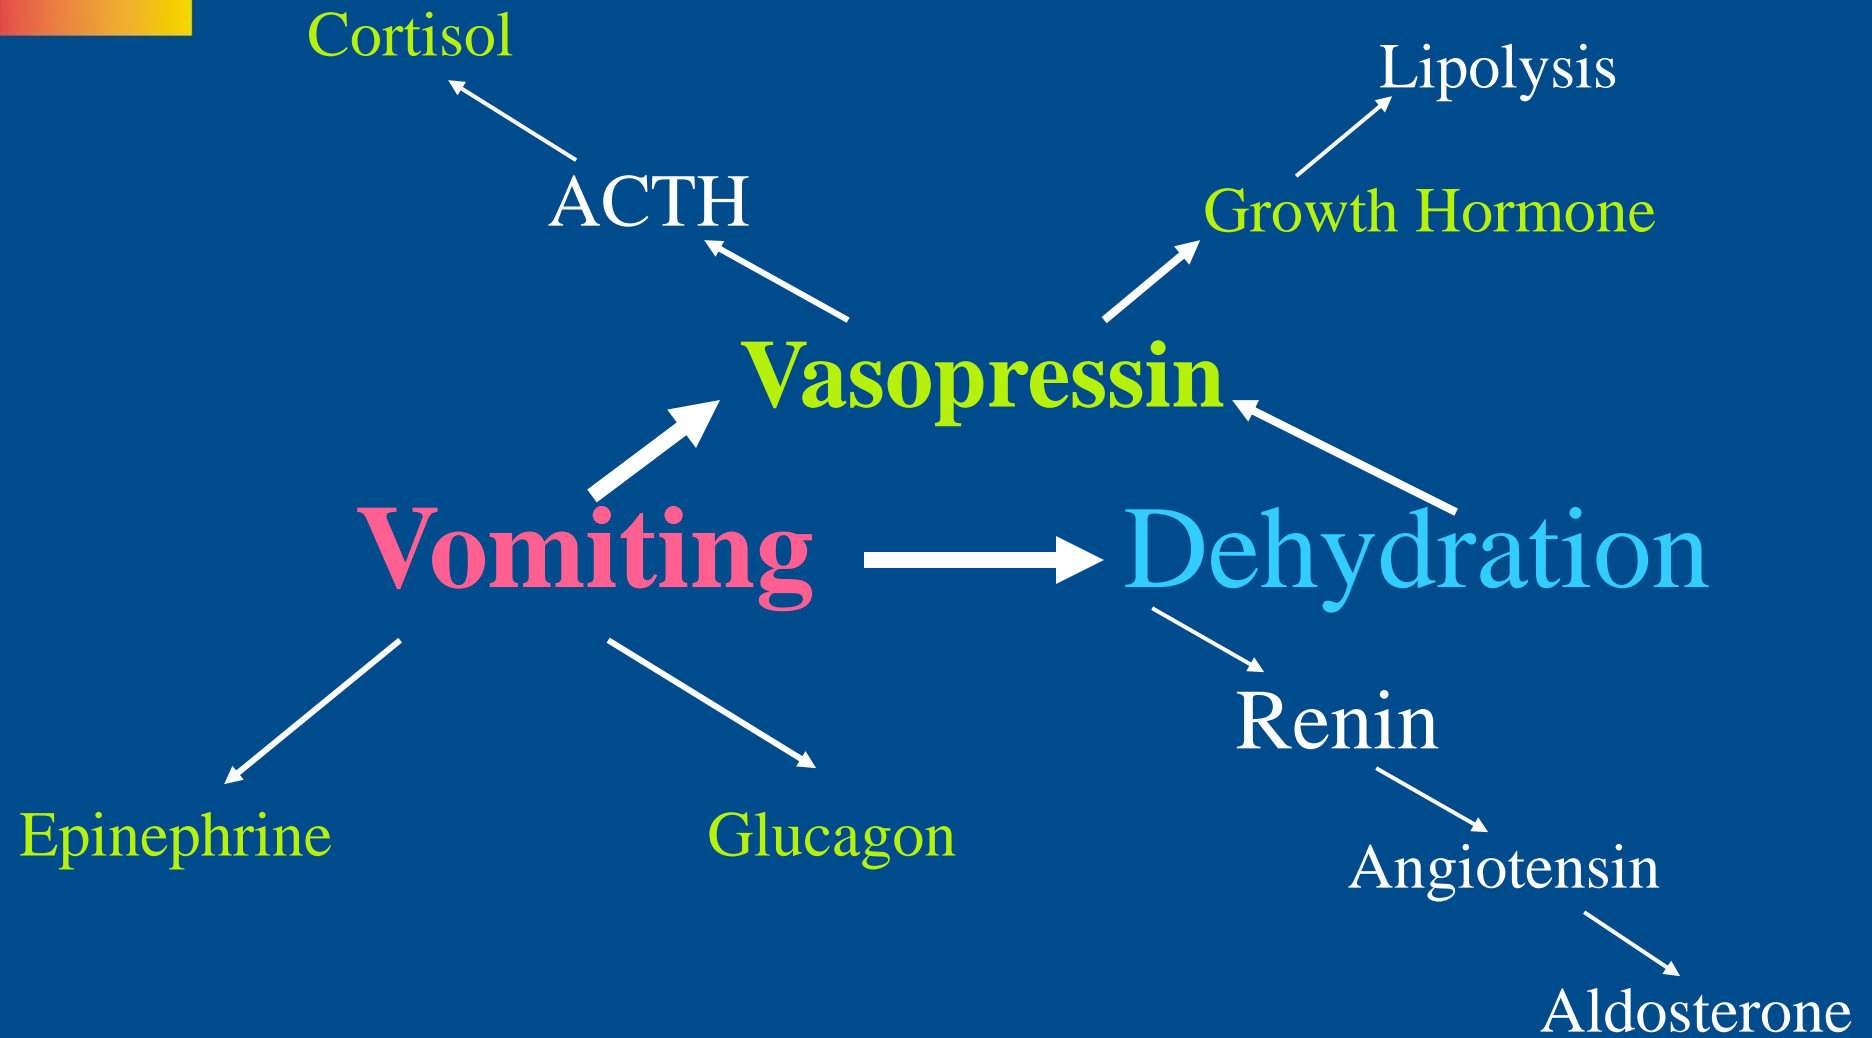 Cortisol
Lipolysis
ACTH
Growth Hormone
Vasopressin
Vomiting
Dehydration
Renin
Epinephrine
Glucagon
Angiotensin
Aldosterone